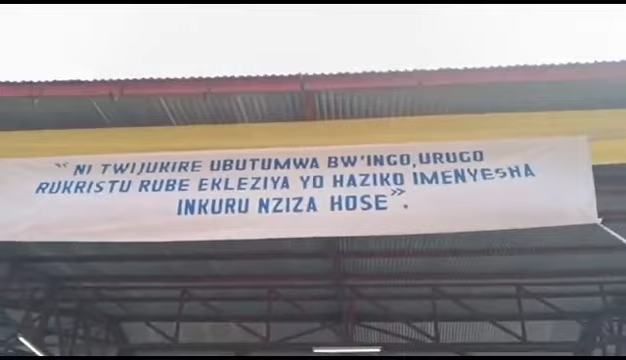 “NI TWIJUKIRE UBUTUMWA BW'INGO,URUGO
RUKRISTU RUBE EKLEZIYA YO HAZIKO IMENYESHA
INKURU NZIZA HOSE”.